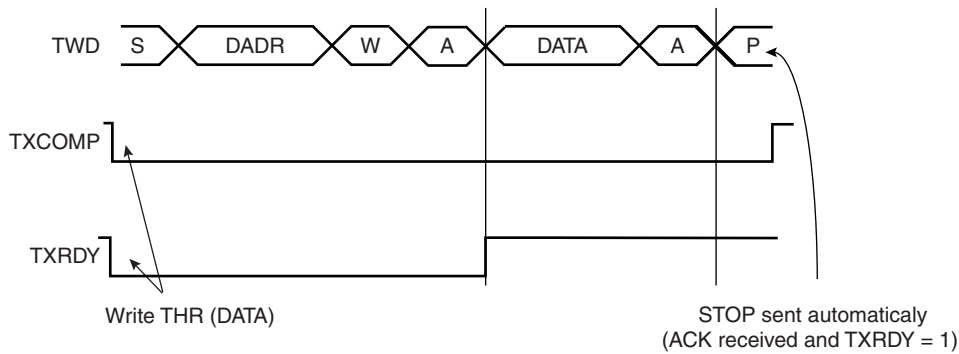 TWD S DADR W A DATA A P
TXCOMP
TXRDY
Write THR (DATA)
STOP sent automaticaly
(ACK received and TXRDY = 1)